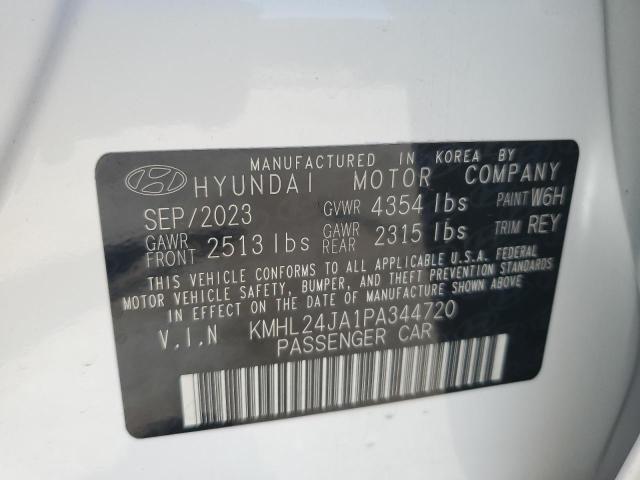 MANUFACTURED IN KOREA BY
HYUNDAI MOTOR COMPANY
SEP/2023 GVWR 4354 lbs PAINT W6H
GAWR FRONT 2513 lbs GAWR REAR 2315 lbs TRIM REY
THIS VEHICLE CONFORMS TO ALL APPLICABLE U.S.A. FEDERAL
MOTOR VEHICLE SAFETY, BUMPER, AND THEFT PREVENTION STANDARDS
IN EFFECT ON THE DATE OF MANUFACTURE SHOWN ABOVE.
V.I.N KMHL24JA1PA344720
PASSENGER CAR